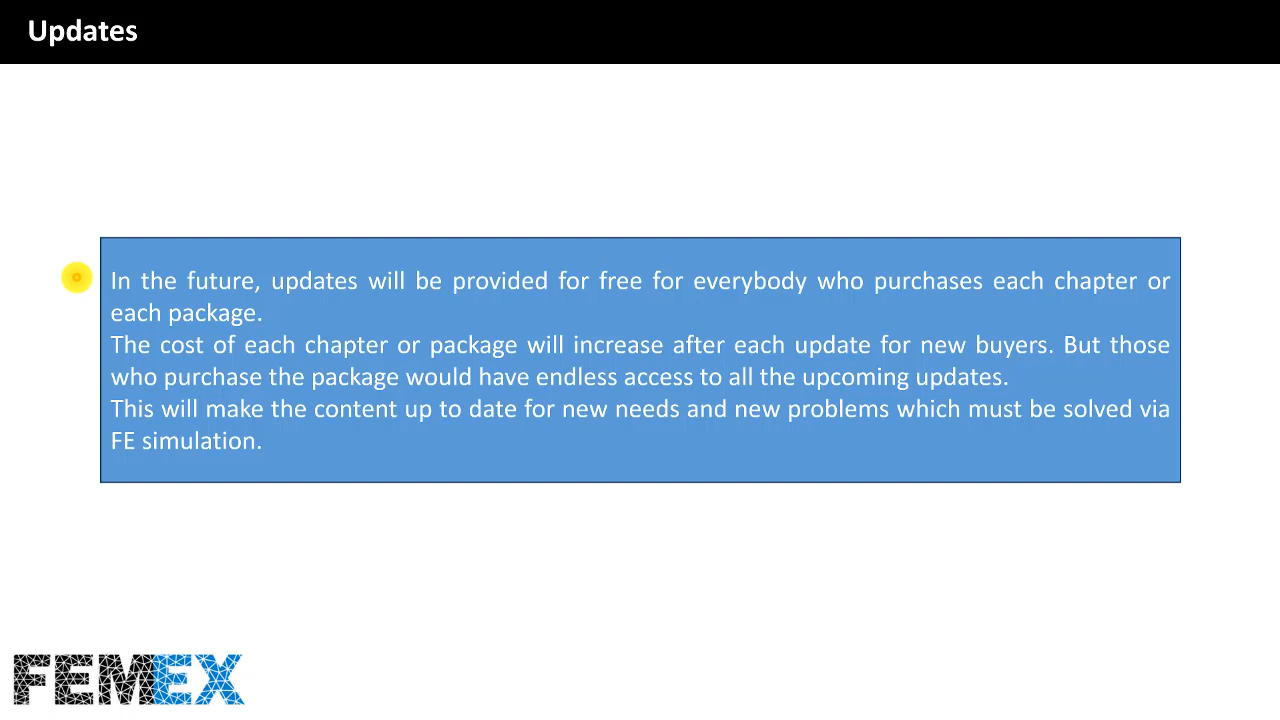 Updates
In the future, updates will be provided for free for everybody who purchases each chapter or
each package.
The cost of each chapter or package will increase after each update for new buyers. But those
who purchase the package would have endless access to all the upcoming updates.
This will make the content up to date for new needs and new problems which must be solved via
FE simulation.
FEMEX